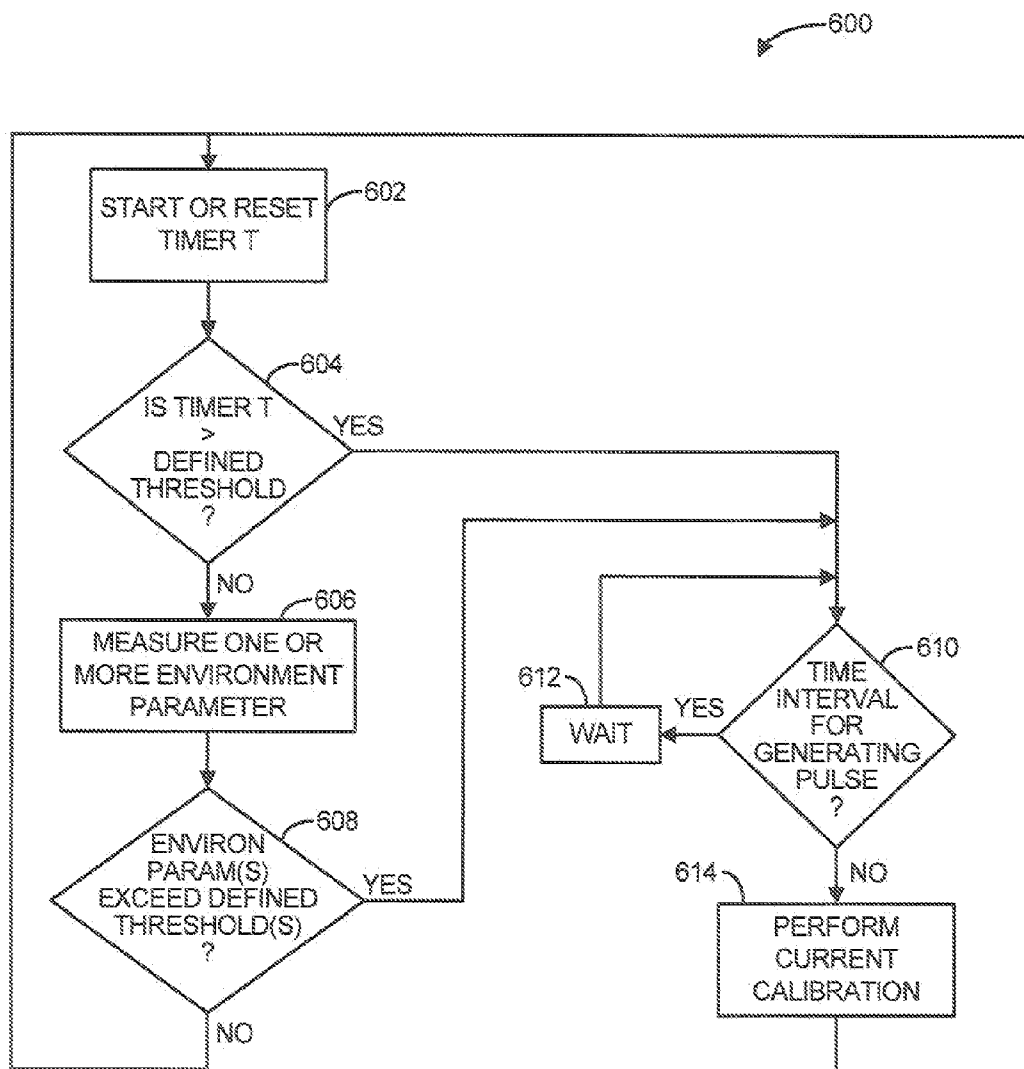 600
START OR RESET
TIMER T
602
604
IS TIMER T
>
DEFINED
THRESHOLD
?
YES
NO
606
MEASURE ONE OR
MORE ENVIRONMENT
PARAMETER
608
ENVIRON
PARAM(S)
EXCEED DEFINED
THRESHOLD(S)
?
YES
NO
610
TIME
INTERVAL
FOR
GENERATING
PULSE
?
YES
612
WAIT
NO
614
PERFORM
CURRENT
CALIBRATION